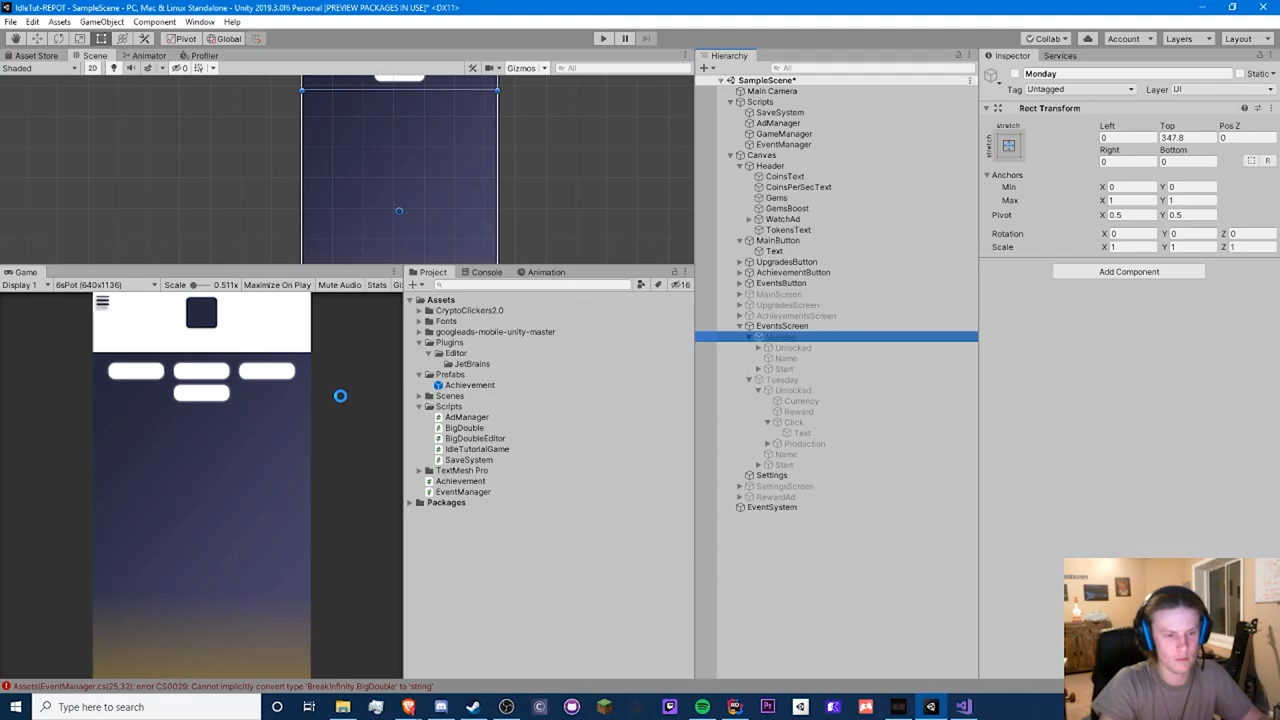 IdleTut-REPOT - SampleScene - PC, Mac & Linux Standalone - Unity 2019.3.0f6 Personal [PREVIEW PACKAGES IN USE]* <DX11>
File Edit Assets GameObject Component Window Help
Pivot Global Collab Account Layers Layout
Asset Store Scene Animator Profiler
Shaded 2D 0 Gizmos All
Hierarchy
All
SampleScene*
Main Camera
Scripts
SaveSystem
AdManager
GameManager
EventManager
Canvas
Header
CoinsText
CoinsPerSecText
Gems
GemsBoost
WatchAd
TokensText
MainButton
Text
UpgradesButton
AchievementButton
EventsButton
MainScreen
UpgradesScreen
AchievementsScreen
EventsScreen
Monday
Unlocked
Name
Start
Tuesday
Unlocked
Currency
Reward
Click
Text
Production
Name
Start
Settings
SettingsScreen
RewardAd
EventSystem
Inspector Services
Monday Static
Tag Untagged Layer UI
Rect Transform
stretch Left Top Pos Z
stretch 0 347.8 0
Right Bottom
0 0 R
Anchors
Min X 0 Y 0
Max X 1 Y 1
Pivot X 0.5 Y 0.5
Rotation X 0 Y 0 Z 0
Scale X 1 Y 1 Z 1
Add Component
Game
Display 1 6sPot (640x1136) Scale 0.511x Maximize On Play Mute Audio Stats Gi
Project Console Animation
16
Assets
CryptoClickers2.0
Fonts
googleads-mobile-unity-master
Plugins
Editor
JetBrains
Prefabs
Achievement
Scenes
Scripts
AdManager
BigDouble
BigDoubleEditor
IdleTutorialGame
SaveSystem
TextMesh Pro
Achievement
EventManager
Packages
Assets\EventManager.cs(25,32): error CS0029: Cannot implicitly convert type 'BreakInfinity.BigDouble' to 'string'
Type here to search